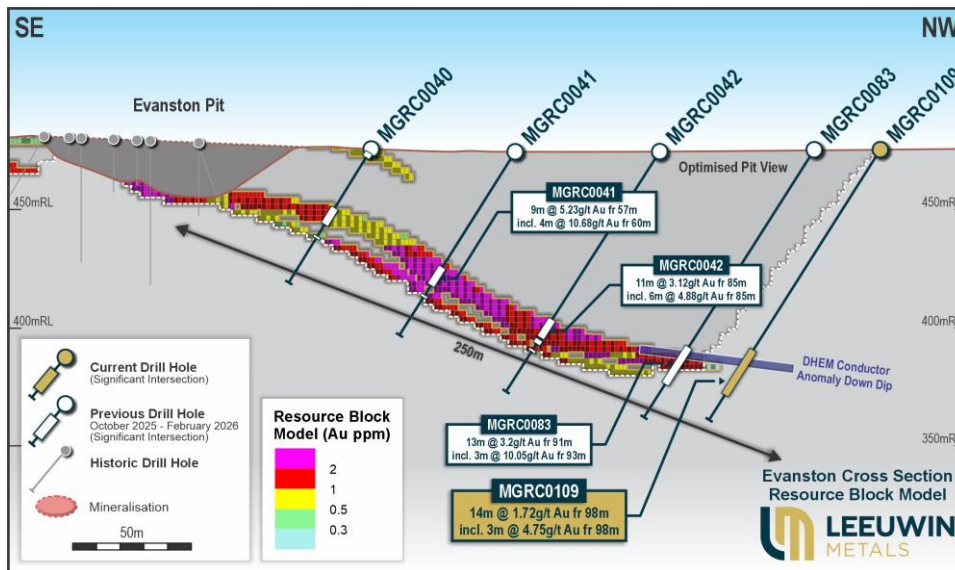 SE
NW
Evanston Pit
MGRC0040
MGRC0041
MGRC0042
MGRC0083
MGRC0109
Optimised Pit View
450mRL
450mRL
MGRC0041
9m @ 5.23g/t Au fr 57m
incl. 4m @ 10.68g/t Au fr 60m
MGRC0042
11m @ 3.12g/t Au fr 85m
incl. 6m @ 4.88g/t Au fr 85m
400mRL
400mRL
250m
DHEM Conductor
Anomaly Down Dip
Current Drill Hole
(Significant Intersection)
Previous Drill Hole
October 2025 - February 2026
(Significant Intersection)
Historic Drill Hole
Mineralisation
50m
Resource Block
Model (Au ppm)
2
1
0.5
0.3
MGRC0083
13m @ 3.2g/t Au fr 91m
incl. 3m @ 10.05g/t Au fr 93m
350mRL
MGRC0109
14m @ 1.72g/t Au fr 98m
incl. 3m @ 4.75g/t Au fr 98m
Evanston Cross Section
Resource Block Model
LEEUWIN
METALS